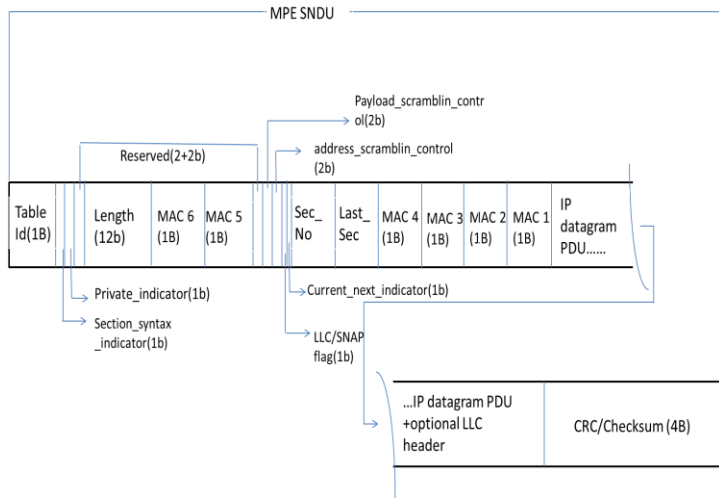 MPE SNDU
Payload_scramblin_contr
ol(2b)
Reserved(2+2b)
address_scramblin_control
(2b)
Table
Id(1B)
Length
(12b)
MAC 6
(1B)
MAC 5
(1B)
Sec_
No
Last_
Sec
MAC 4
(1B)
MAC 3
(1B)
MAC 2
(1B)
MAC 1
(1B)
IP
datagram
PDU......
Private_indicator(1b)
Current_next_indicator(1b)
Section_syntax
_indicator(1b)
LLC/SNAP
flag(1b)
...IP datagram PDU
+optional LLC
header
CRC/Checksum (4B)